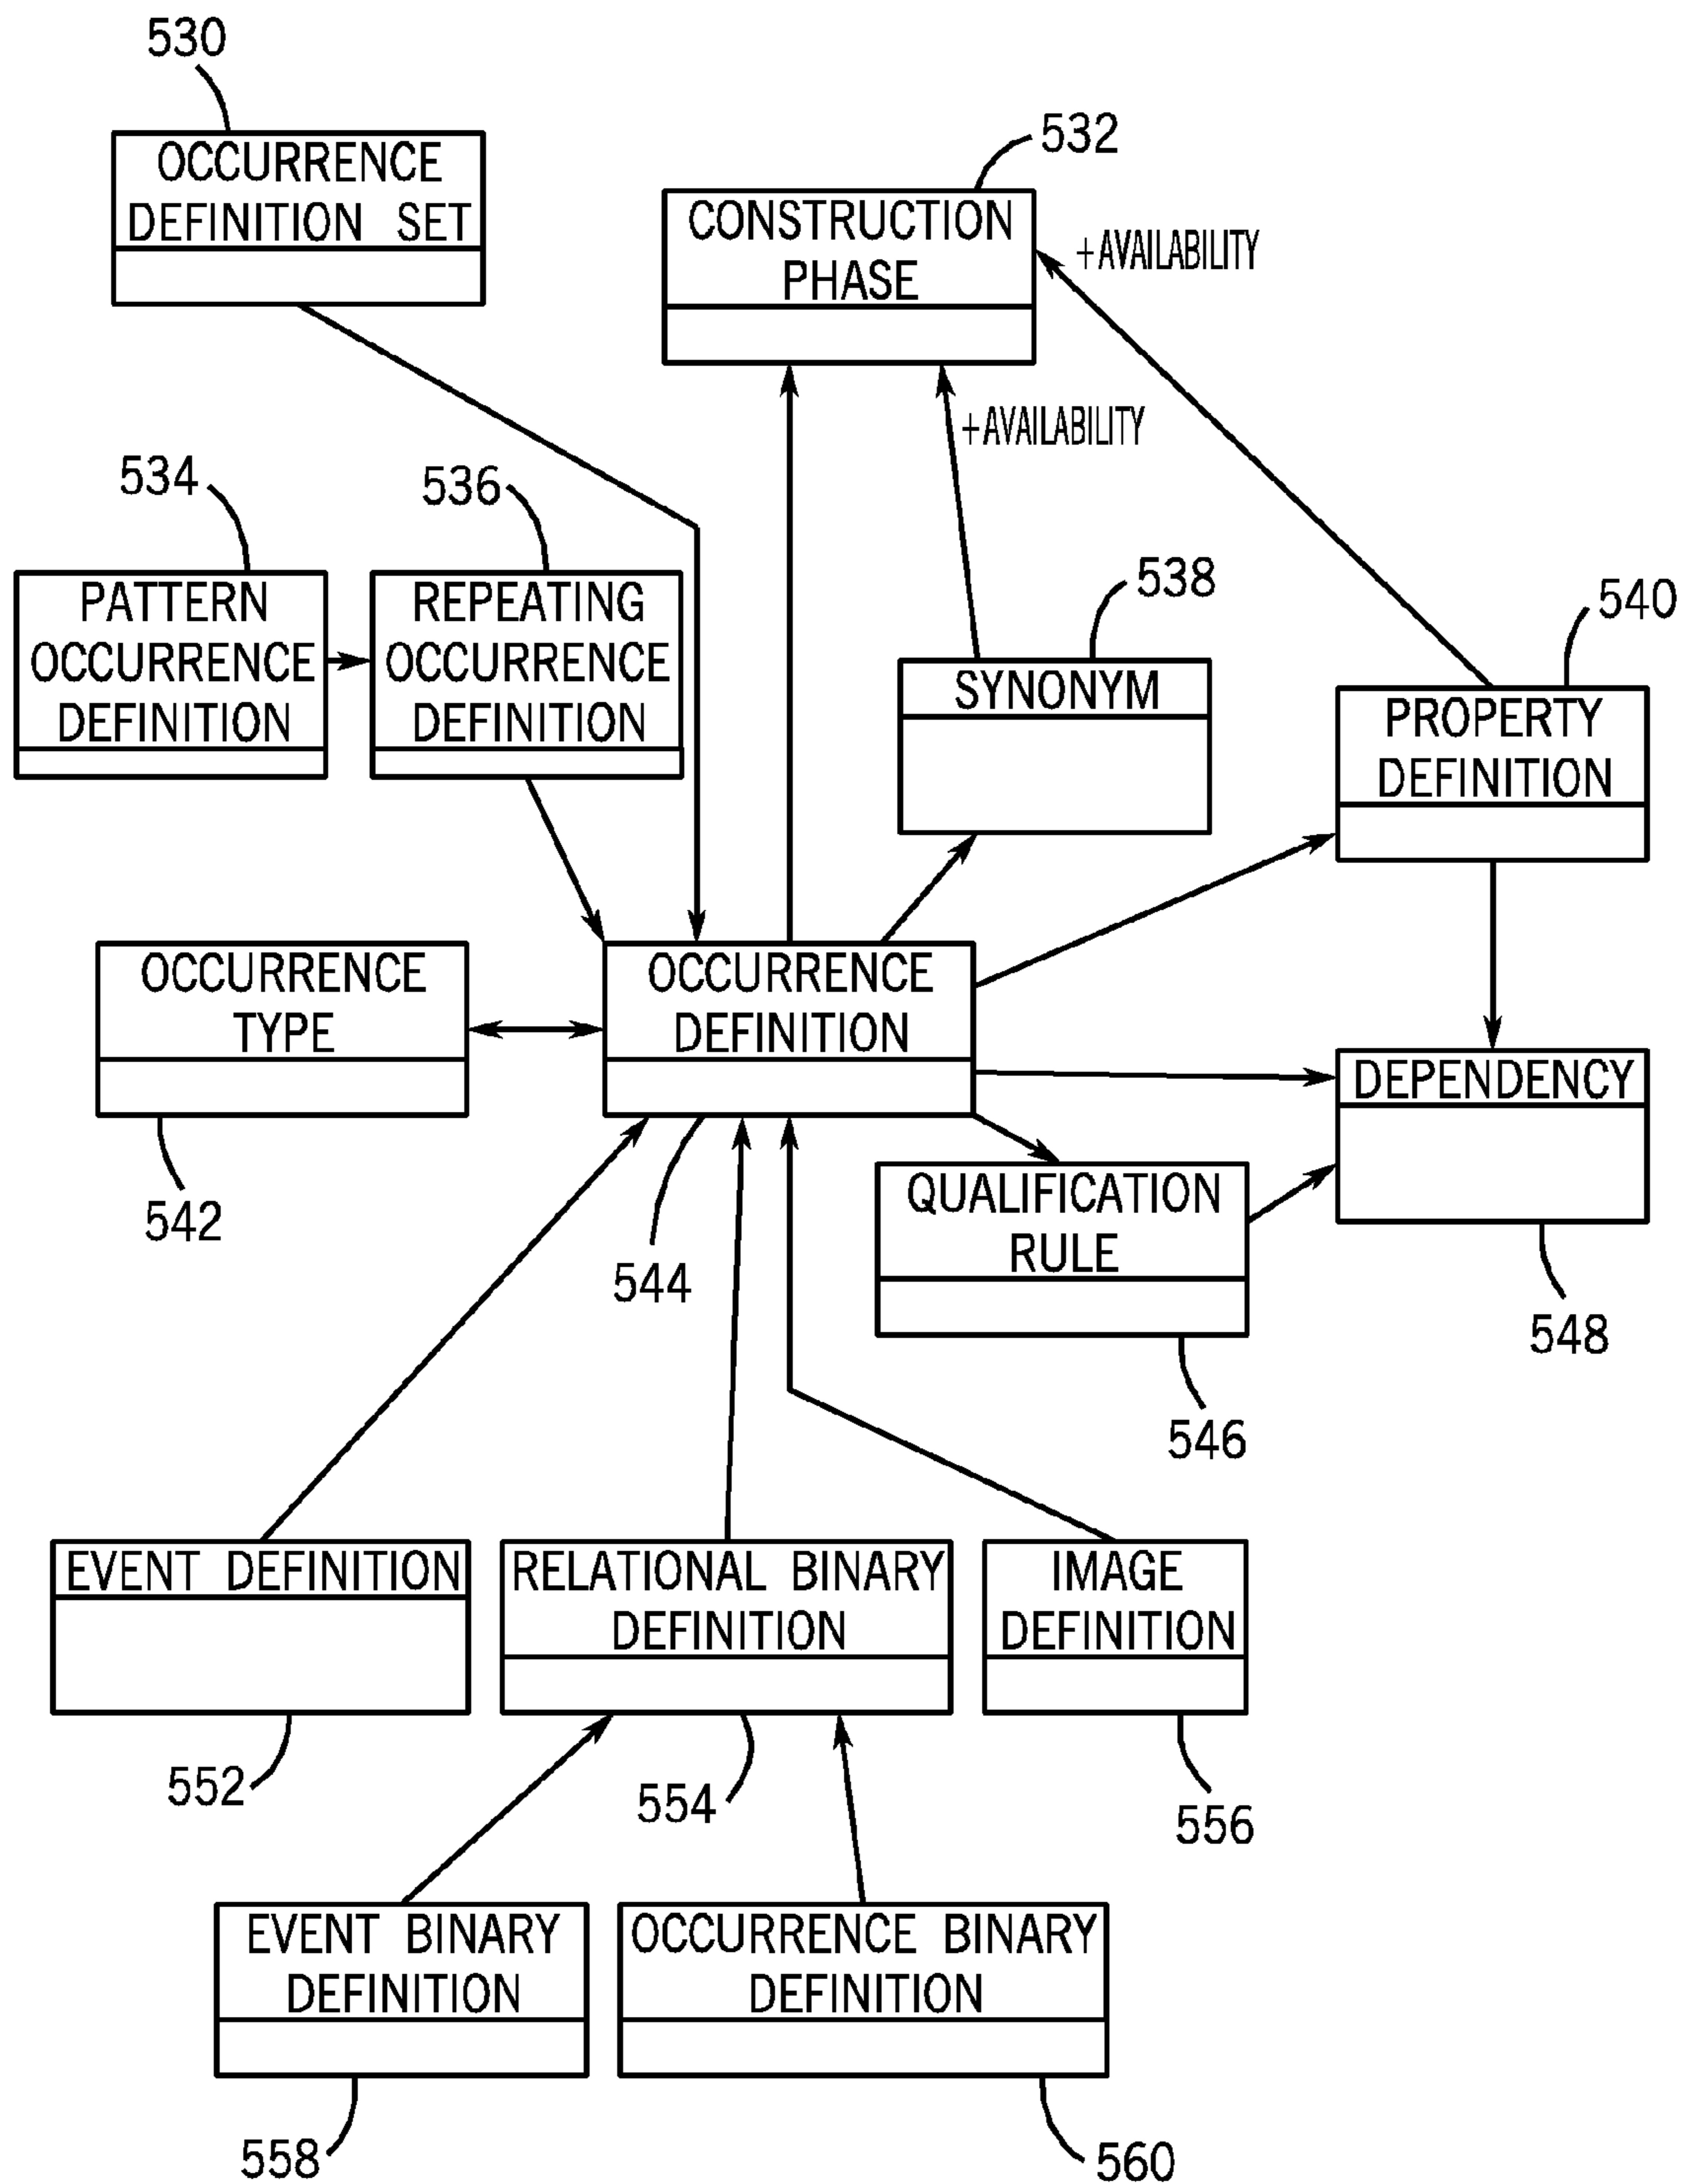 530
OCCURRENCE
DEFINITION SET
532
CONSTRUCTION
PHASE
+AVAILABILITY
+AVAILABILITY
534
536
PATTERN
OCCURRENCE
DEFINITION
REPEATING
OCCURRENCE
DEFINITION
538
SYNONYM
540
PROPERTY
DEFINITION
OCCURRENCE
TYPE
542
OCCURRENCE
DEFINITION
544
DEPENDENCY
548
QUALIFICATION
RULE
546
EVENT DEFINITION
552
RELATIONAL BINARY
DEFINITION
554
IMAGE
DEFINITION
556
EVENT BINARY
DEFINITION
558
OCCURRENCE BINARY
DEFINITION
560